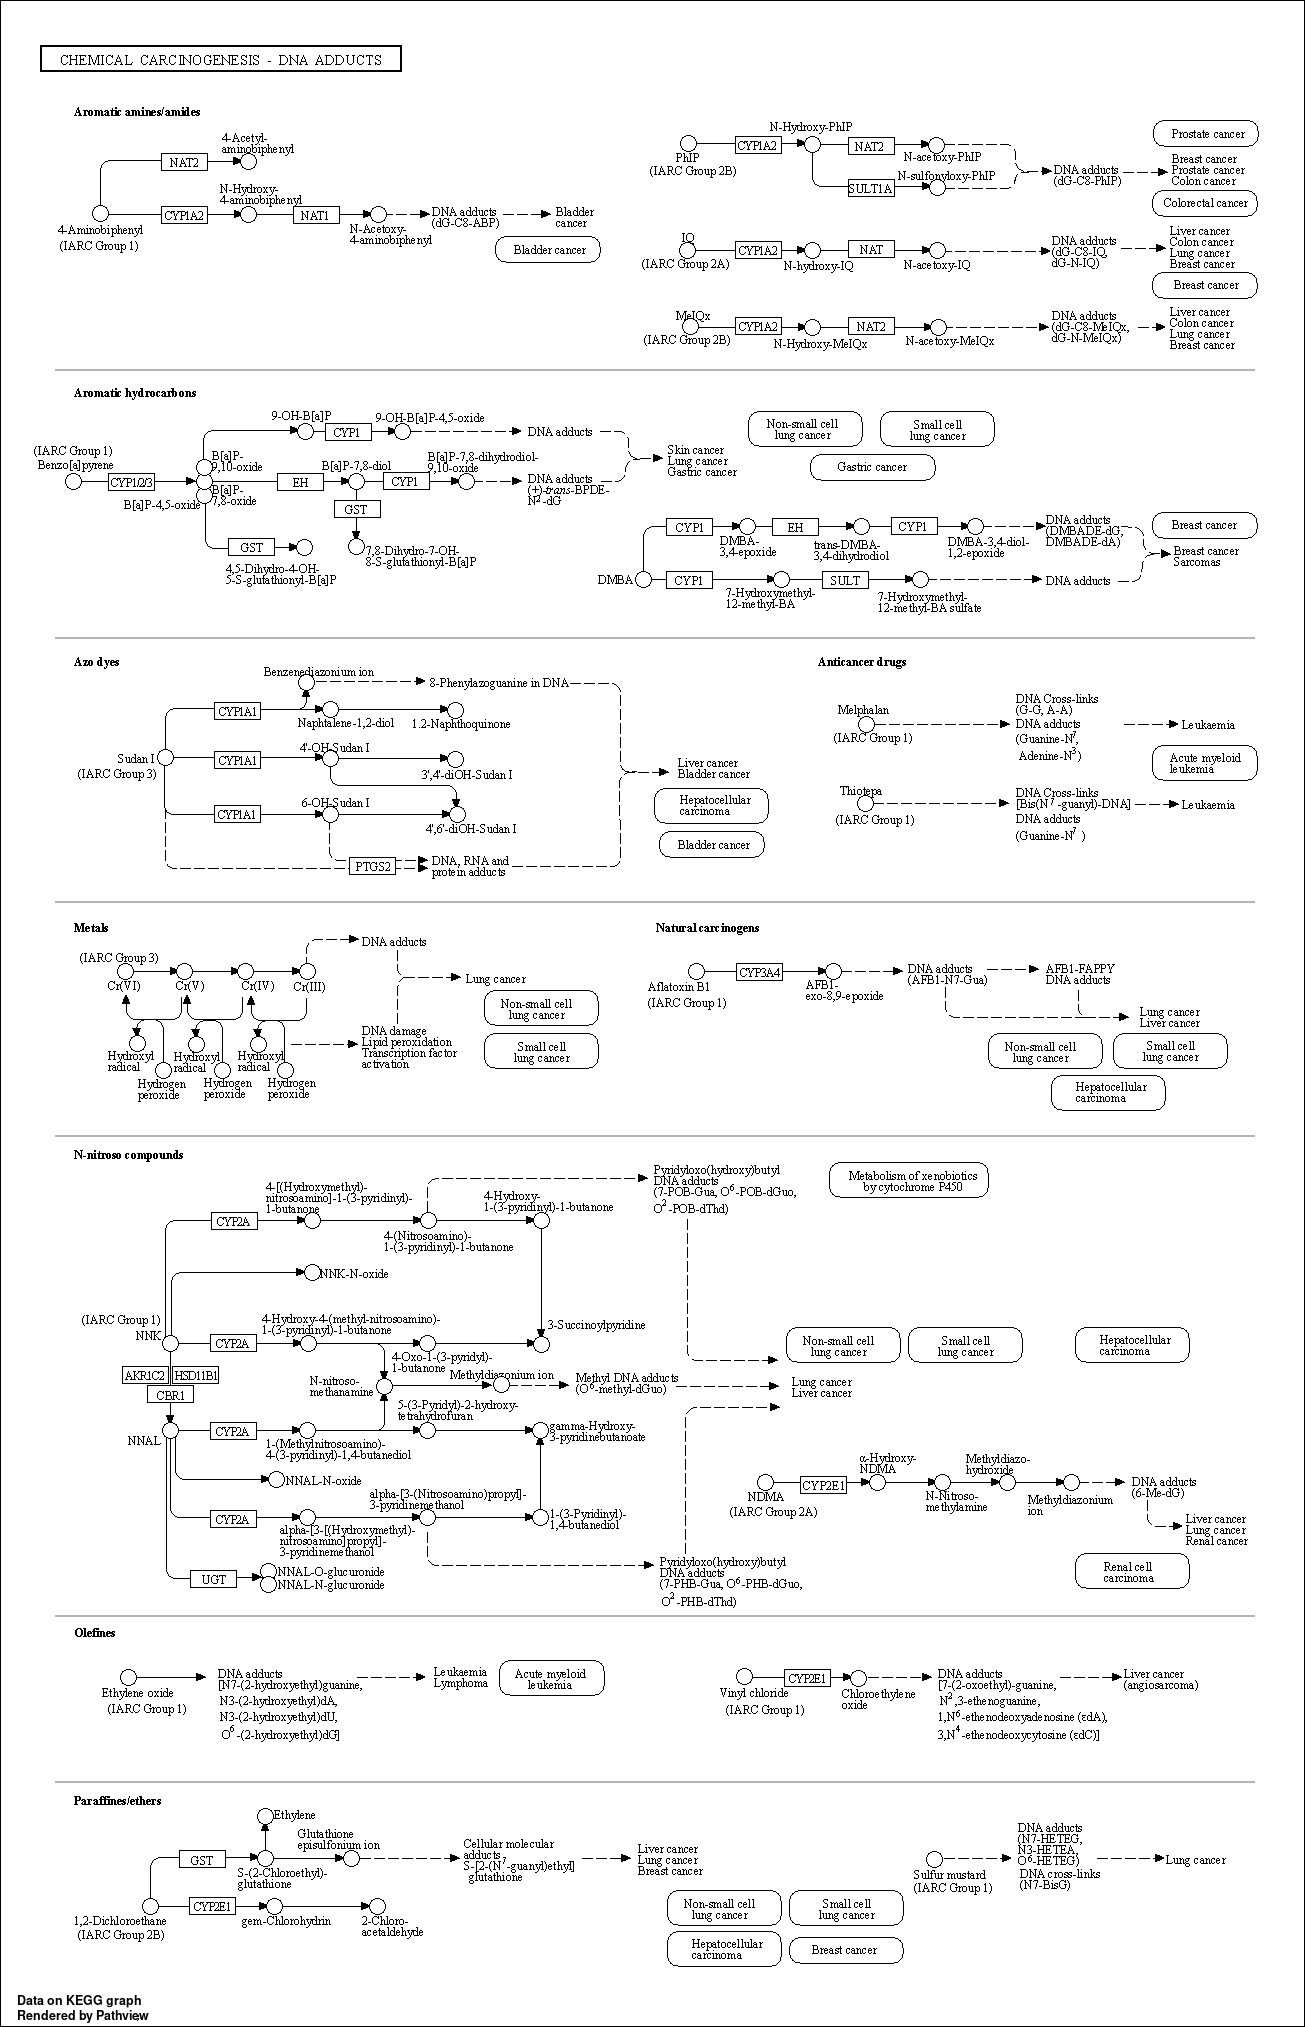 CHEMICAL CARCINOGENESIS - DNA ADDUCTS
Aromatic amines/amides
4-Acetyl-
aminobiphenyl
NAT2
N-Hydroxy-
4-aminobiphenyl
CYP1A2
NAT1
4-Aminobiphenyl
(IARC Group 1)
N-Acetoxy-
4-aminobiphenyl
DNA adducts
(dG-C8-ABP)
Bladder
cancer
Bladder cancer
N-Hydroxy-PhIP
CYP1A2
NAT2
PhIP
(IARC Group 2B)
N-acetoxy-PhIP
N-sulfonyloxy-PhIP
SULT1A
DNA adducts
(dG-C8-PhIP)
Prostate cancer
Breast cancer
Prostate cancer
Colon cancer
Colorectal cancer
IQ
(IARC Group 2A)
CYP1A2
N-hydroxy-IQ
NAT
N-acetoxy-IQ
DNA adducts
(dG-C8-IQ,
dG-N-IQ)
Liver cancer
Colon cancer
Lung cancer
Breast cancer
Breast cancer
MeIQx
(IARC Group 2B)
CYP1A2
N-Hydroxy-MeIQx
NAT2
N-acetoxy-MeIQx
DNA adducts
(dG-C8-MeIQx,
dG-N-MeIQx)
Liver cancer
Colon cancer
Lung cancer
Breast cancer
Aromatic hydrocarbons
9-OH-B[a]P
CYP1
9-OH-B[a]P-4,5-oxide
DNA adducts
(IARC Group 1)
Benzo[a]pyrene
CYP1/2/3
B[a]P-
9,10-oxide
B[a]P-
7,8-oxide
B[a]P-4,5-oxide
EH
B[a]P-7,8-diol
CYP1
B[a]P-7,8-dihydrodiol-
9,10-oxide
DNA adducts
(+)-trans-BPDE-
N2-dG
GST
GST
4,5-Dihydro-4-OH-
5-S-glutathionyl-B[a]P
7,8-Dihydro-7-OH-
8-S-glutathionyl-B[a]P
Skin cancer
Lung cancer
Gastric cancer
Non-small cell
lung cancer
Small cell
lung cancer
Gastric cancer
DMBA
CYP1
DMBA-
3,4-epoxide
EH
trans-DMBA-
3,4-dihydrodiol
CYP1
DMBA-3,4-diol-
1,2-epoxide
DNA adducts
(DMBADE-dG,
DMBADE-dA)
Breast cancer
Breast cancer
Sarcomas
CYP1
7-Hydroxymethyl-
12-methyl-BA
SULT
7-Hydroxymethyl-
12-methyl-BA sulfate
DNA adducts
Azo dyes
Benzenediazonium ion
8-Phenylazoguanine in DNA
CYP1A1
Naphtalene-1,2-diol
1.2-Naphthoquinone
Sudan I
(IARC Group 3)
CYP1A1
4'-OH-Sudan I
3',4'-diOH-Sudan I
CYP1A1
6-OH-Sudan I
4',6'-diOH-Sudan I
PTGS2
DNA, RNA and
protein adducts
Liver cancer
Bladder cancer
Hepatocellular
carcinoma
Bladder cancer
Anticancer drugs
Melphalan
(IARC Group 1)
DNA Cross-links
(G-G, A-A)
DNA adducts
(Guanine-N7,
Adenine-N3)
Leukaemia
Acute myeloid
leukemia
Thiotepa
(IARC Group 1)
DNA Cross-links
[Bis(N7-guanyl)-DNA]
DNA adducts
(Guanine-N7 )
Leukaemia
Metals
(IARC Group 3)
Cr(VI)
Cr(V)
Cr(IV)
Cr(III)
DNA adducts
Lung cancer
Hydroxyl
radical
Hydroxyl
radical
Hydroxyl
radical
Hydrogen
peroxide
Hydrogen
peroxide
Hydrogen
peroxide
DNA damage
Lipid peroxidation
Transcription factor
activation
Non-small cell
lung cancer
Small cell
lung cancer
Natural carcinogens
Aflatoxin B1
(IARC Group 1)
CYP3A4
AFB1-
exo-8,9-epoxide
DNA adducts
(AFB1-N7-Gua)
AFB1-FAPPY
DNA adducts
Lung cancer
Liver cancer
Non-small cell
lung cancer
Small cell
lung cancer
Hepatocellular
carcinoma
N-nitroso compounds
4-[(Hydroxymethyl)-
nitrosoamino]-1-(3-pyridinyl)-
1-butanone
CYP2A
4-(Nitrosoamino)-
1-(3-pyridinyl)-1-butanone
4-Hydroxy-
1-(3-pyridinyl)-1-butanone
Pyridyloxo(hydroxy)butyl
DNA adducts
(7-POB-Gua, O6-POB-dGuo,
O2-POB-dThd)
Metabolism of xenobiotics
by cytochrome P450
NNK-N-oxide
(IARC Group 1)
NNK
CYP2A
4-Hydroxy-4-(methyl-nitrosoamino)-
1-(3-pyridinyl)-1-butanone
4-Oxo-1-(3-pyridyl)-
1-butanone
3-Succinoylpyridine
Non-small cell
lung cancer
Small cell
lung cancer
Hepatocellular
carcinoma
AKR1C2
HSD11B1
CBR1
N-nitroso-
methanamine
Methyldiazonium ion
Methyl DNA adducts
(O6-methyl-dGuo)
Lung cancer
Liver cancer
NNAL
CYP2A
1-(Methylnitrosoamino)-
4-(3-pyridinyl)-1,4-butanediol
5-(3-Pyridyl)-2-hydroxy-
tetrahydrofuran
gamma-Hydroxy-
3-pyridinebutanoate
NNAL-N-oxide
CYP2A
alpha-[3-[(Hydroxymethyl)-
nitrosoamino]propyl]-
3-pyridinemethanol
alpha-[3-(Nitrosoamino)propyl]-
3-pyridinemethanol
1-(3-Pyridinyl)-
1,4-butanediol
UGT
NNAL-O-glucuronide
NNAL-N-glucuronide
Pyridyloxo(hydroxy)butyl
DNA adducts
(7-PHB-Gua, O6-PHB-dGuo,
O2-PHB-dThd)
NDMA
(IARC Group 2A)
CYP2E1
α-Hydroxy-
NDMA
N-Nitroso-
methylamine
Methyldiazo-
hydroxide
Methyldiazonium
ion
DNA adducts
(6-Me-dG)
Liver cancer
Lung cancer
Renal cancer
Renal cell
carcinoma
Olefines
Ethylene oxide
(IARC Group 1)
DNA adducts
[N7-(2-hydroxyethyl)guanine,
N3-(2-hydroxyethyl)dA,
N3-(2-hydroxyethyl)dU,
O6-(2-hydroxyethyl)dG]
Leukaemia
Lymphoma
Acute myeloid
leukemia
Vinyl chloride
(IARC Group 1)
CYP2E1
Chloroethylene
oxide
DNA adducts
[7-(2-oxoethyl)-guanine,
N2,3-ethenoguanine,
1,N6-ethenodeoxyadenosine (εdA),
3,N4-ethenodeoxycytosine (εdC)]
Liver cancer
(angiosarcoma)
Paraffines/ethers
Ethylene
GST
S-(2-Chloroethyl)-
glutathione
Glutathione
episulfonium ion
Cellular molecular
adducts
S-[2-(N7-guanyl)ethyl]
glutathione
Liver cancer
Lung cancer
Breast cancer
1,2-Dichloroethane
(IARC Group 2B)
CYP2E1
gem-Chlorohydrin
2-Chloro-
acetaldehyde
Non-small cell
lung cancer
Small cell
lung cancer
Hepatocellular
carcinoma
Breast cancer
Sulfur mustard
(IARC Group 1)
DNA adducts
(N7-HETEG,
N3-HETEA,
O6-HETEG)
DNA cross-links
(N7-BisG)
Lung cancer
Data on KEGG graph
Rendered by Pathview